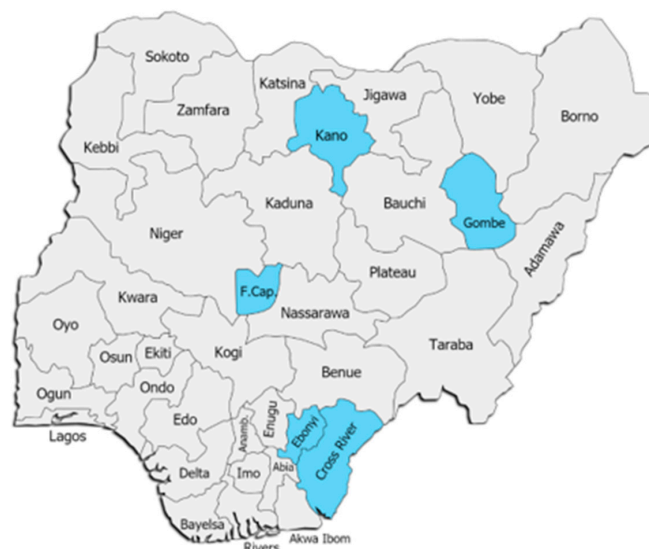 Sokoto
Katsina
Jigawa
Yobe
Borno
Zamfara
Kano
Kebbi
Kaduna
Bauchi
Gombe
Niger
Adamawa
Plateau
F.Cap.
Kwara
Nassarawa
Oyo
Taraba
Osun
Ekiti
Kogi
Benue
Ogun
Ondo
Edo
Enugu
Anamb.
Ebonyi
Cross River
Lagos
Delta
Imo
Abia
Bayelsa
Rivers
Akwa Ibom